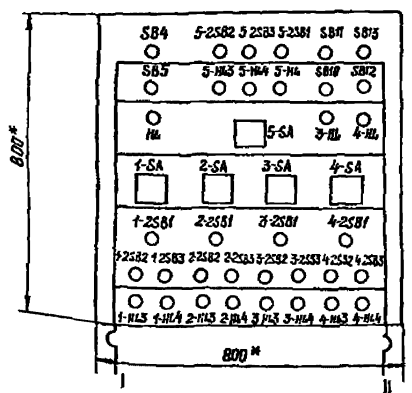 SB4 5-2SB2 5-2SB3 5-2SB1 SB11 SB13
SB5 5-HL3 5-HL4 5-HL SB10 SB12
HL 5-SA 3-HL 4-HL
1-SA 2-SA 3-SA 4-SA
1-2SB1 2-2SB1 3-2SB1 4-2SB1
1-2SB2 1-2SB3 2-2SB2 2-2SB3 3-2SB2 3-2SB3 4-2SB2 4-2SB3
1-HL3 1-HL4 2-HL3 2-HL4 3-HL3 3-HL4 4-HL3 4-HL4
800*
800*